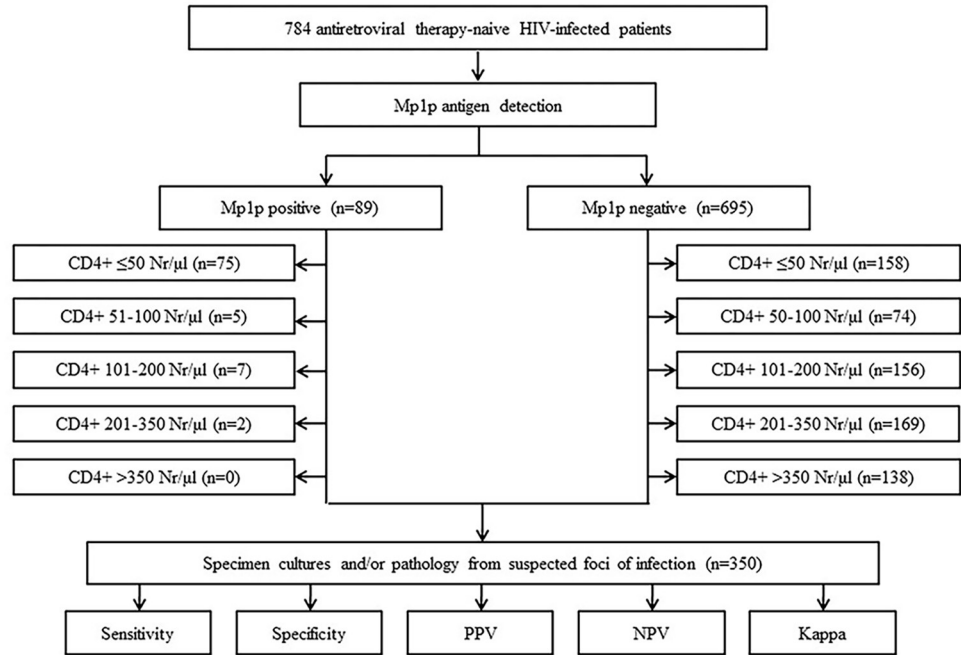 784 antiretroviral therapy-naive HIV-infected patients
Mp1p antigen detection
Mp1p positive (n=89)
Mp1p negative (n=695)
CD4+ ≤50 Nr/μl (n=75)
CD4+ ≤50 Nr/μl (n=158)
CD4+ 51-100 Nr/μl (n=5)
CD4+ 50-100 Nr/μl (n=74)
CD4+ 101-200 Nr/μl (n=7)
CD4+ 101-200 Nr/μl (n=156)
CD4+ 201-350 Nr/μl (n=2)
CD4+ 201-350 Nr/μl (n=169)
CD4+ >350 Nr/μl (n=0)
CD4+ >350 Nr/μl (n=138)
Specimen cultures and/or pathology from suspected foci of infection (n=350)
Sensitivity
Specificity
PPV
NPV
Kappa